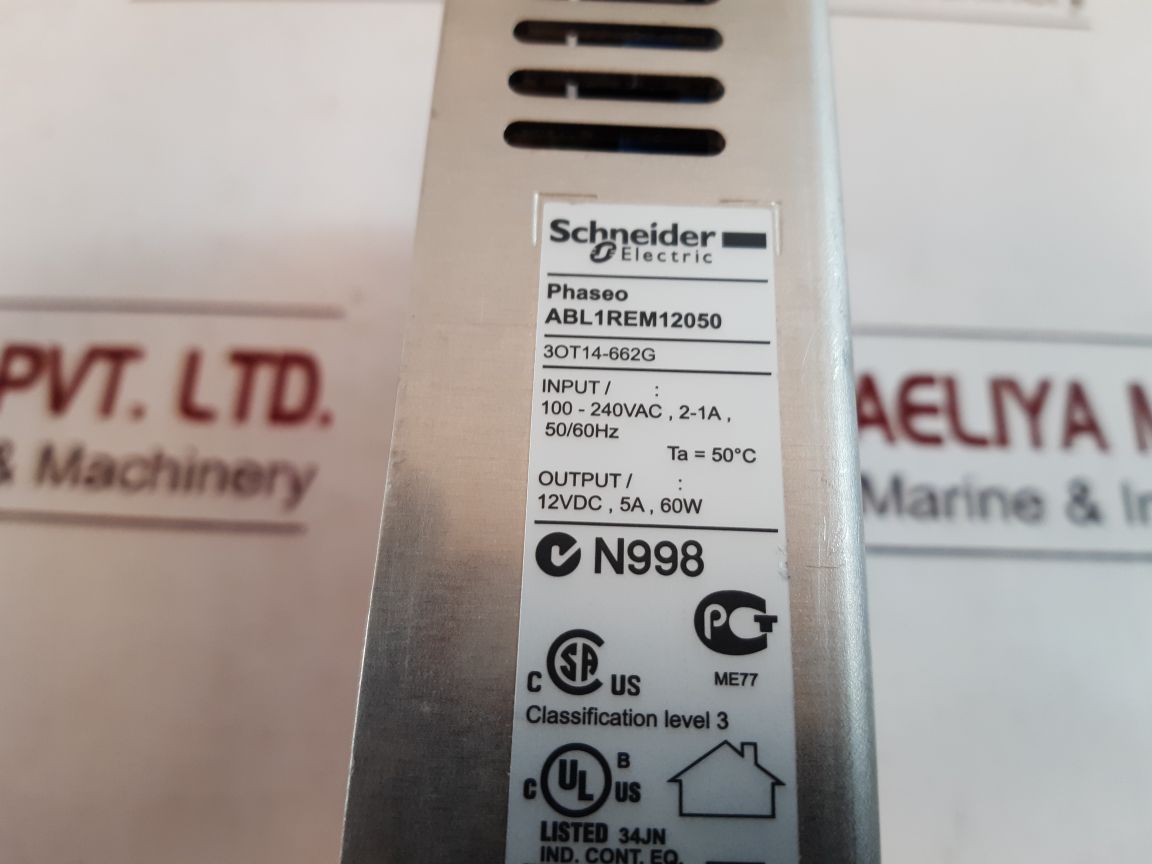 Schneider
Electric
Phaseo
ABL1REM12050
3OT14-662G
INPUT / :
100 - 240VAC , 2-1A ,
50/60Hz
Ta = 50°C
OUTPUT / :
12VDC , 5A , 60W
N998
PCT
ME77
C SA US
Classification level 3
C UL US B
LISTED 34JN
IND. CONT. EQ.
PVT. LTD.
& Machinery
AELIYA M
Marine & In